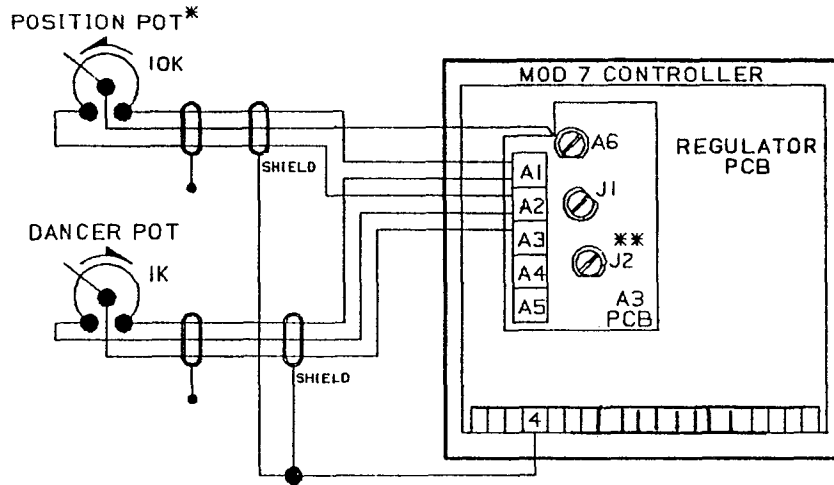 POSITION POT*
10K
SHIELD
DANCER POT
1K
SHIELD
MOD 7 CONTROLLER
REGULATOR
PCB
A6
A1
J1
A2
A3
**
J2
A4
A5
A3
PCB
4